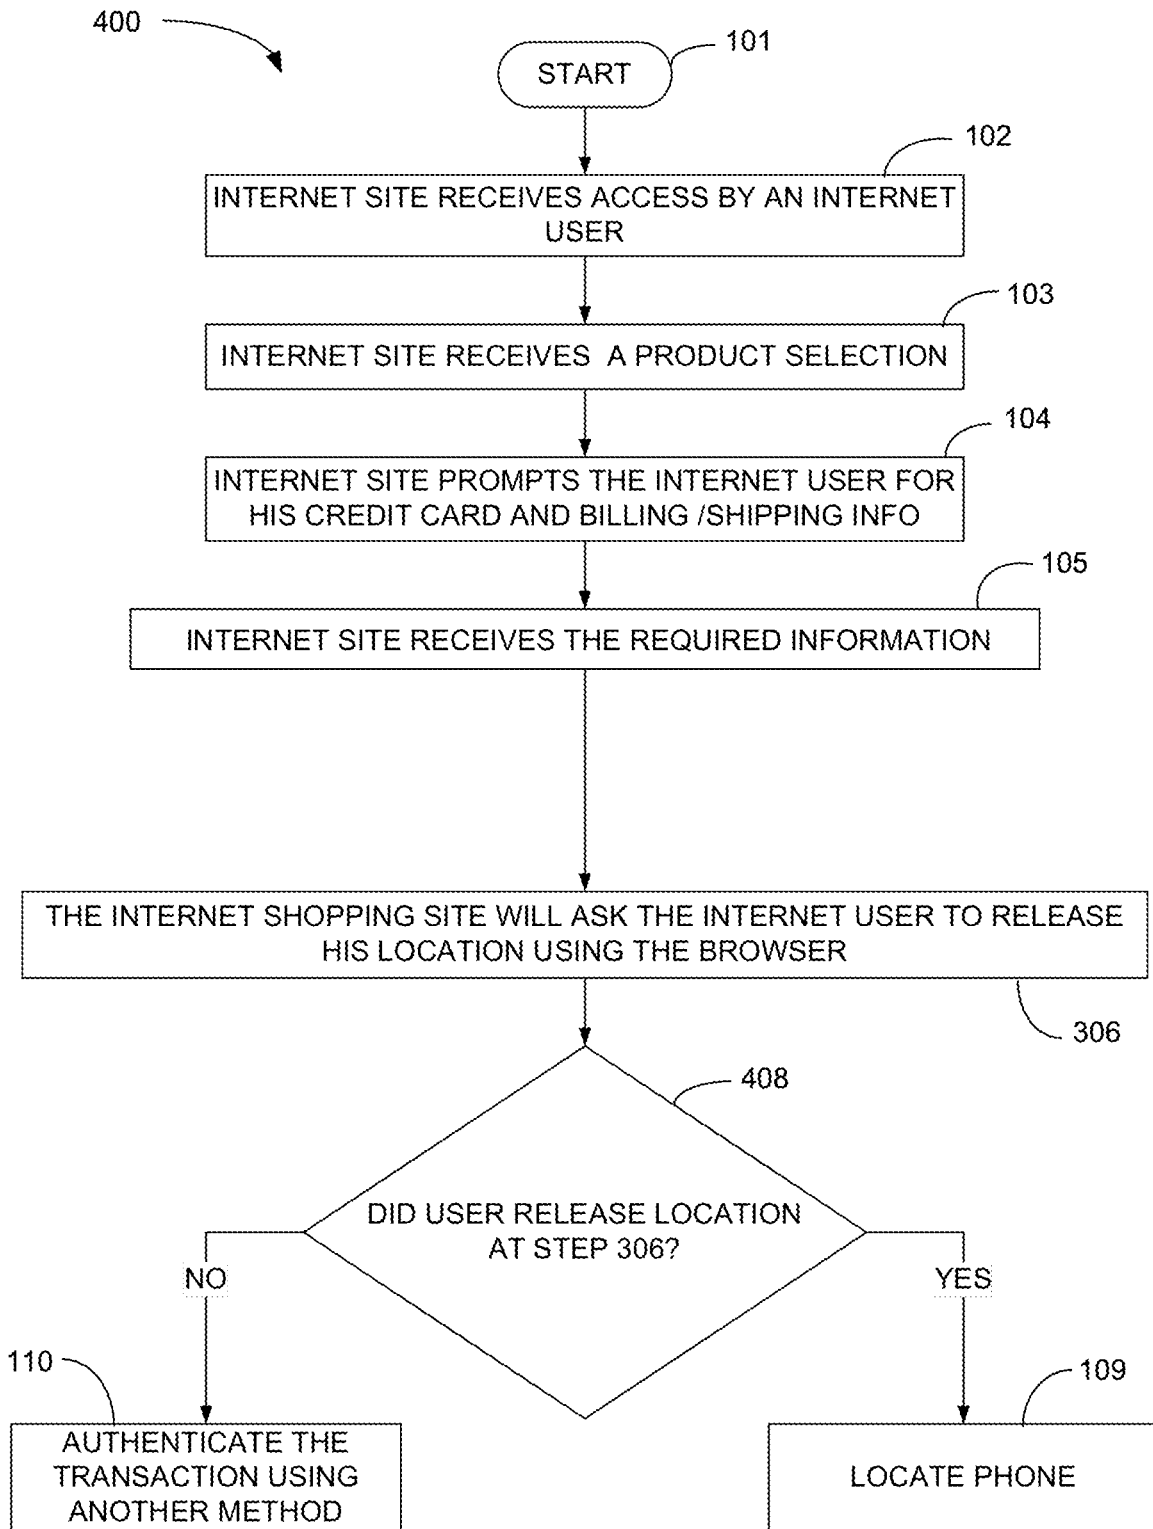 400
101
START
102
INTERNET SITE RECEIVES ACCESS BY AN INTERNET
USER
103
INTERNET SITE RECEIVES A PRODUCT SELECTION
104
INTERNET SITE PROMPTS THE INTERNET USER FOR
HIS CREDIT CARD AND BILLING /SHIPPING INFO
105
INTERNET SITE RECEIVES THE REQUIRED INFORMATION
THE INTERNET SHOPPING SITE WILL ASK THE INTERNET USER TO RELEASE
HIS LOCATION USING THE BROWSER
306
408
DID USER RELEASE LOCATION
AT STEP 306?
NO
YES
110
109
AUTHENTICATE THE
TRANSACTION USING
ANOTHER METHOD
LOCATE PHONE